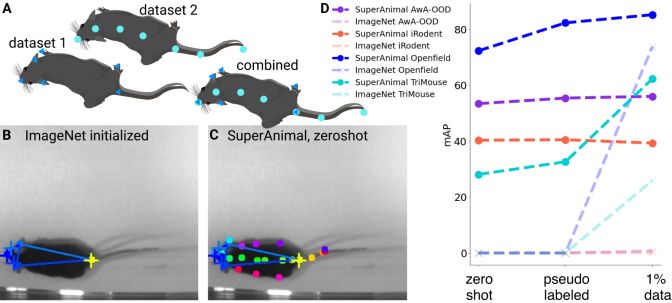 A
dataset 2
dataset 1
combined
B ImageNet initialized
C SuperAnimal, zeroshot
D
SuperAnimal AwA-OOD
ImageNet AwA-OOD
SuperAnimal iRodent
ImageNet iRodent
SuperAnimal Openfield
ImageNet Openfield
SuperAnimal TriMouse
ImageNet TriMouse
mAP
80
60
40
20
0
zero shot
pseudo labeled
1% data